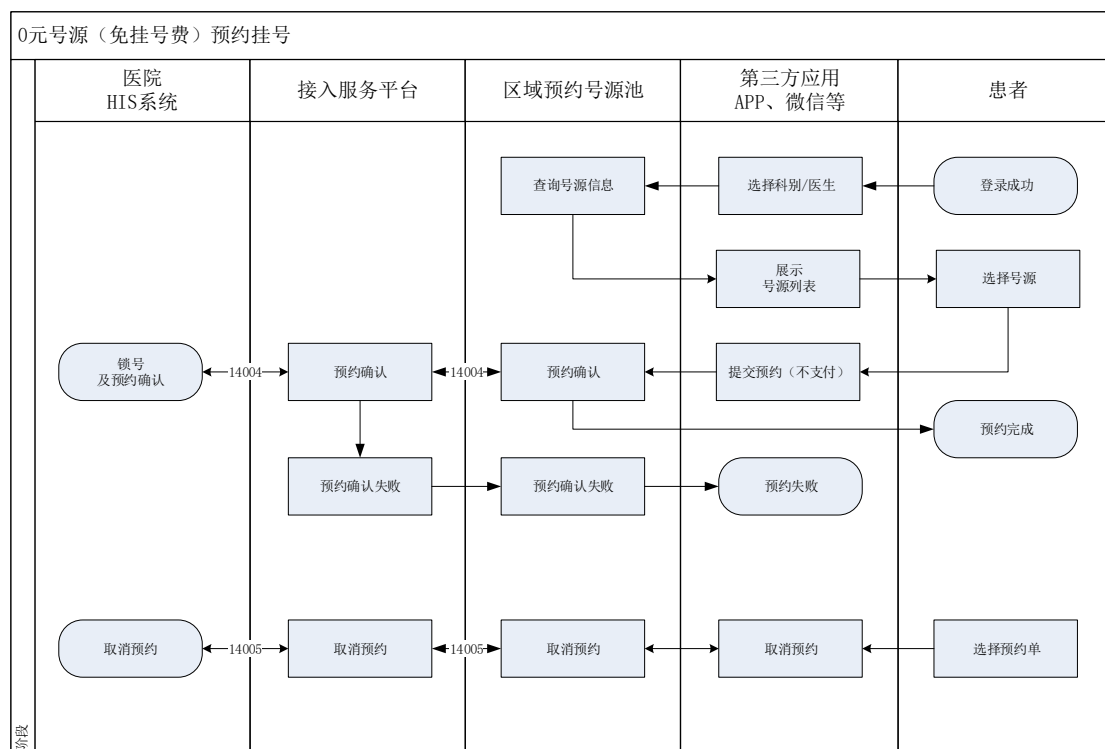 0元号源（免挂号费）预约挂号
医院
HIS系统
接入服务平台
区域预约号源池
第三方应用
APP、微信等
患者
查询号源信息
选择科别/医生
登录成功
展示
号源列表
选择号源
锁号
及预约确认
14004
预约确认
14004
预约确认
提交预约（不支付）
预约完成
预约确认失败
预约确认失败
预约失败
取消预约
14005
取消预约
14005
取消预约
取消预约
选择预约单
阶段